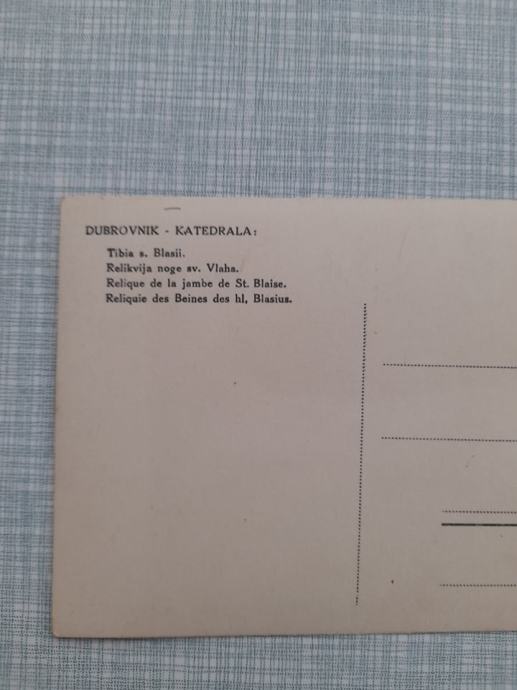 DUBROVNIK - KATEDRALA:
Tibia s. Blasii.
Relikvija noge sv. Vlaha.
Relique de la jambe de St. Blaise.
Reliquie des Beines des hl, Blasius.